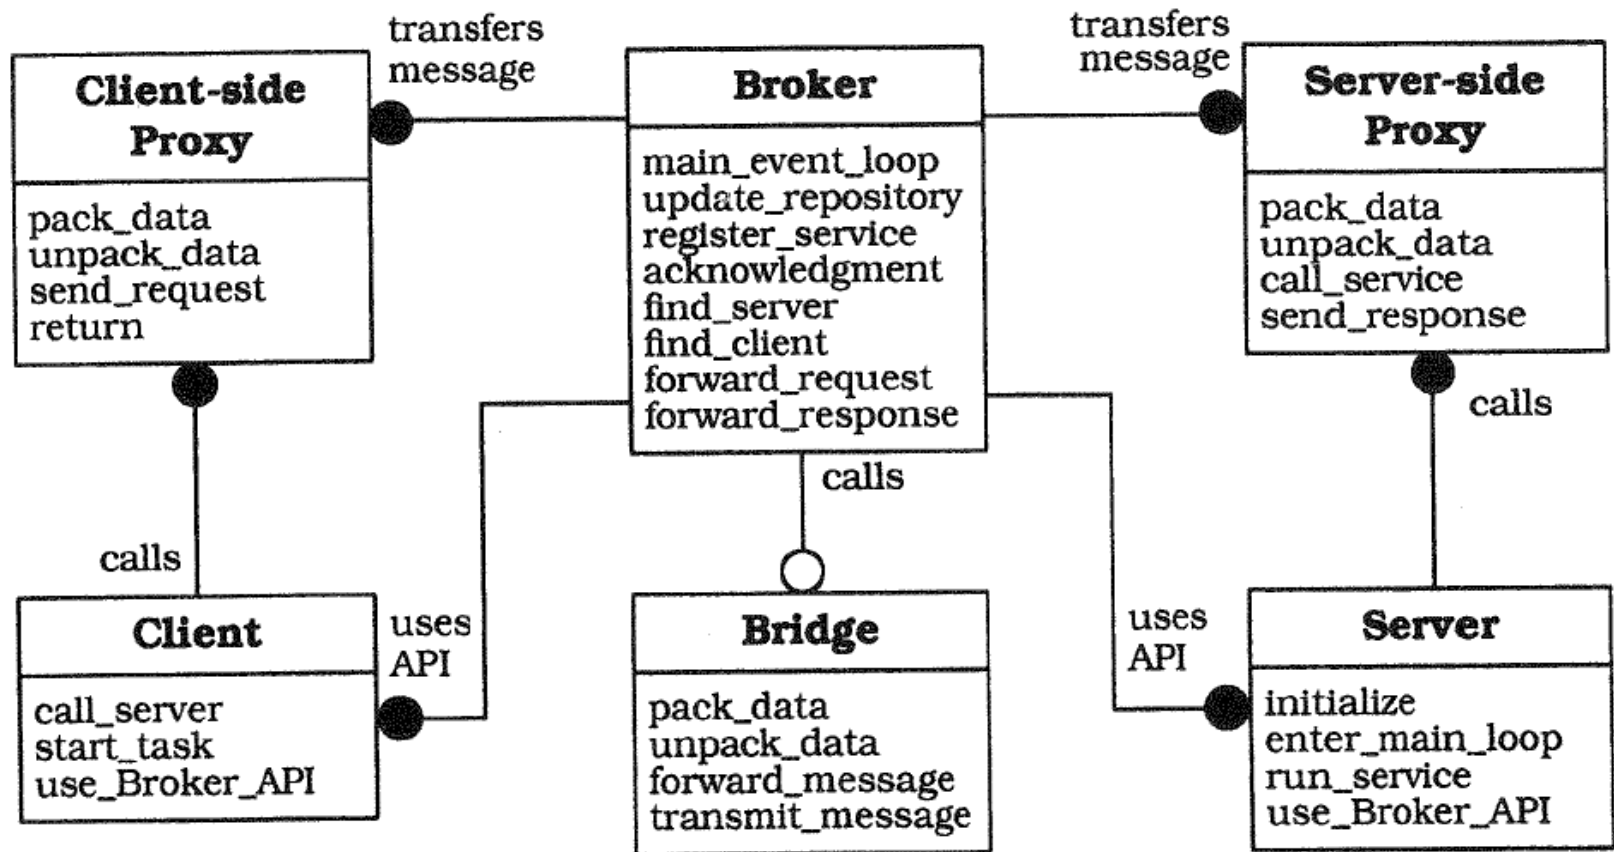 transfers
message
transfers
message
Client-side
Proxy
pack_data
unpack_data
send_request
return
Broker
main_event_loop
update_repository
register_service
acknowledgment
find_server
find_client
forward_request
forward_response
Server-side
Proxy
pack_data
unpack_data
call_service
send_response
calls
calls
calls
uses
API
uses
API
Client
call_server
start_task
use_Broker_API
Bridge
pack_data
unpack_data
forward_message
transmit_message
Server
initialize
enter_main_loop
run_service
use_Broker_API